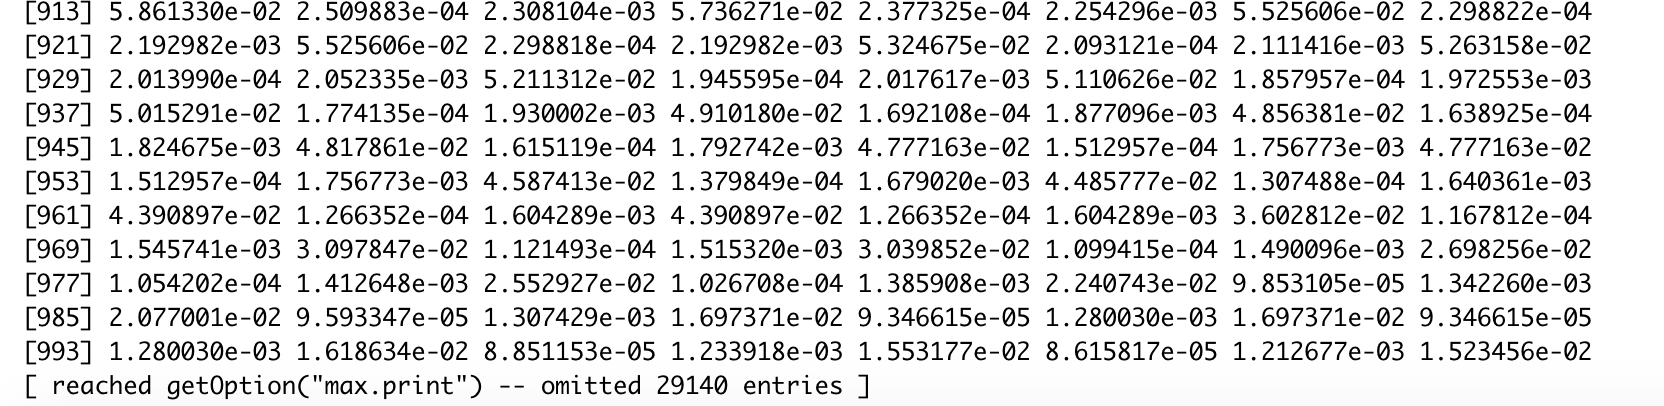 [913] 5.861330e-02 2.509883e-04 2.308104e-03 5.736271e-02 2.377325e-04 2.254296e-03 5.525606e-02 2.298822e-04
[921] 2.192982e-03 5.525606e-02 2.298818e-04 2.192982e-03 5.324675e-02 2.093121e-04 2.111416e-03 5.263158e-02
[929] 2.013990e-04 2.052335e-03 5.211312e-02 1.945595e-04 2.017617e-03 5.110626e-02 1.857957e-04 1.972553e-03
[937] 5.015291e-02 1.774135e-04 1.930002e-03 4.910180e-02 1.692108e-04 1.877096e-03 4.856381e-02 1.638925e-04
[945] 1.824675e-03 4.817861e-02 1.615119e-04 1.792742e-03 4.777163e-02 1.512957e-04 1.756773e-03 4.777163e-02
[953] 1.512957e-04 1.756773e-03 4.587413e-02 1.379849e-04 1.679020e-03 4.485777e-02 1.307488e-04 1.640361e-03
[961] 4.390897e-02 1.266352e-04 1.604289e-03 4.390897e-02 1.266352e-04 1.604289e-03 3.602812e-02 1.167812e-04
[969] 1.545741e-03 3.097847e-02 1.121493e-04 1.515320e-03 3.039852e-02 1.099415e-04 1.490096e-03 2.698256e-02
[977] 1.054202e-04 1.412648e-03 2.552927e-02 1.026708e-04 1.385908e-03 2.240743e-02 9.853105e-05 1.342260e-03
[985] 2.077001e-02 9.593347e-05 1.307429e-03 1.697371e-02 9.346615e-05 1.280030e-03 1.697371e-02 9.346615e-05
[993] 1.280030e-03 1.618634e-02 8.851153e-05 1.233918e-03 1.553177e-02 8.615817e-05 1.212677e-03 1.523456e-02
[ reached getOption("max.print") -- omitted 29140 entries ]